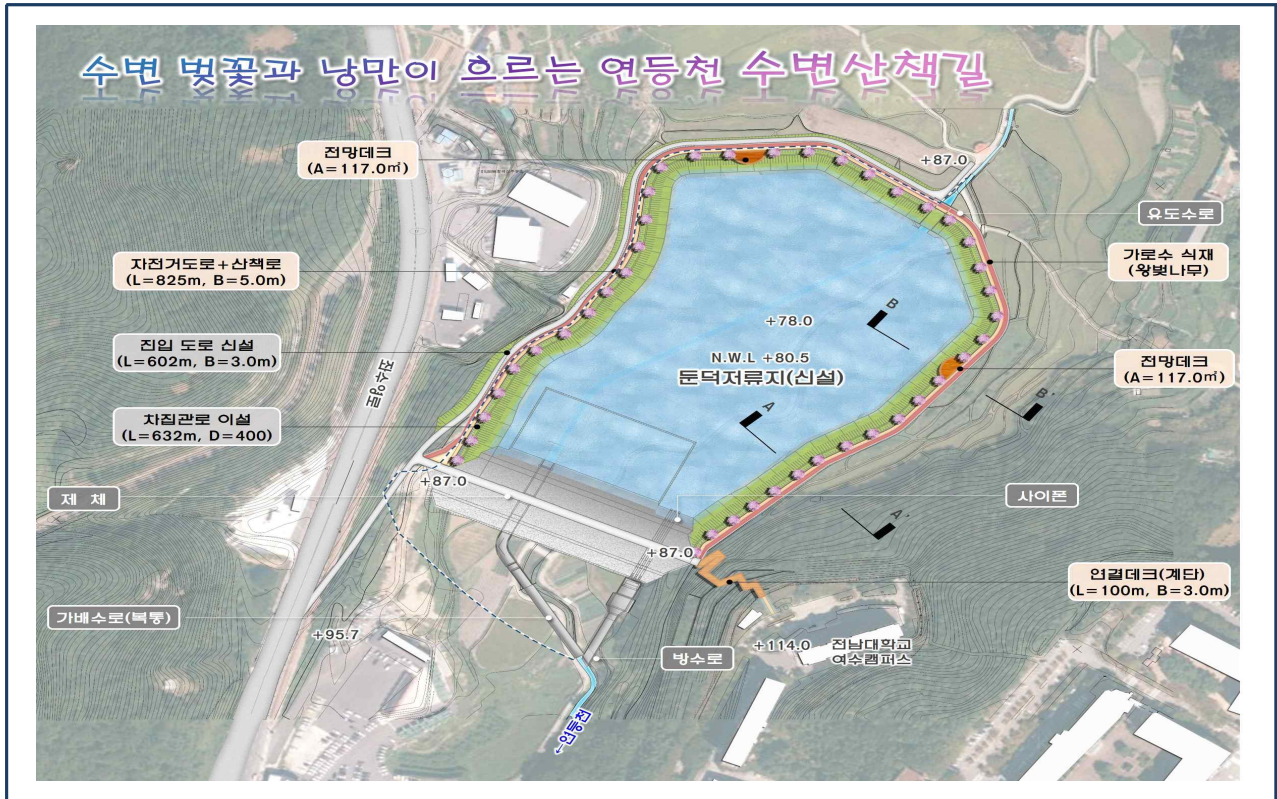 수변 벚꽃과 낭만이 흐르는 연등천 수변산책길
전망데크
(A=117.0㎡)
+87.0
유도수로
자전거도로+산책로
(L=825m, B=5.0m)
가로수 식재
(왕벚나무)
B
+78.0
진입 도로 신설
(L=602m, B=3.0m)
N.W.L +80.5
둔덕저류지(신설)
전망데크
(A=117.0㎡)
진수영로
B'
A
차집관로 이설
(L=632m, D=400)
+87.0
제 체
사이폰
A'
+87.0
연결데크(계단)
(L=100m, B=3.0m)
가배수로(복통)
+95.7
방수로
+114.0
전남대학교
여수캠퍼스
←연등천